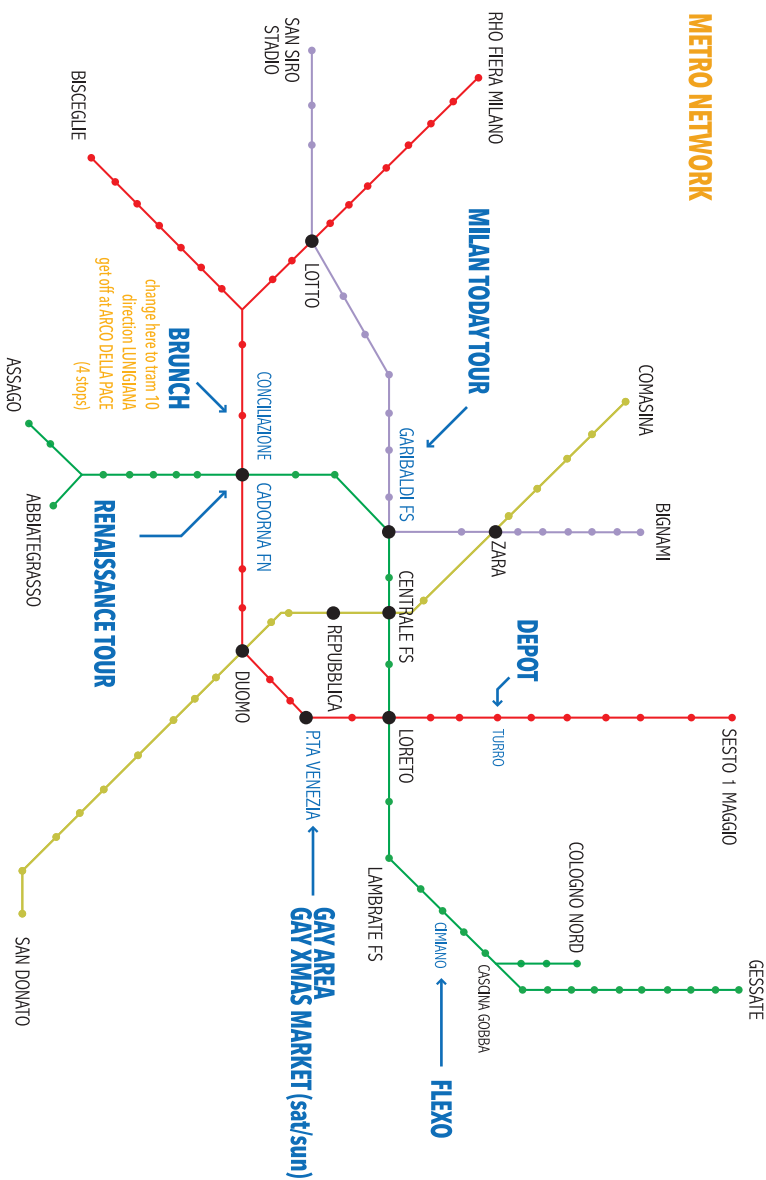 METRO NETWORK
RHO FIERA MILANO
SAN SIRO
STADIO
BISCEGLIE
LOTTO
MILAN TODAY TOUR
COMASINA
BIGNAMI
GARIBALDI FS
ZARA
BRUNCH
change here to tram 10
direction LUNIGIANA
get off at ARCO DELLA PACE
(4 stops)
CONCILIAZIONE
CADORNA FN
ASSAGO
ABBIATEGRASSO
RENAISSANCE TOUR
CENTRALE FS
REPUBBLICA
DUOMO
DEPOT
TURRO
SESTO 1 MAGGIO
LORETO
P.TA VENEZIA
GAY AREA
GAY XMAS MARKET (sat/sun)
LAMBRATE FS
CIMIANO
CASCINA GOBBA
COLOGNO NORD
GESSATE
FLEXO
SAN DONATO